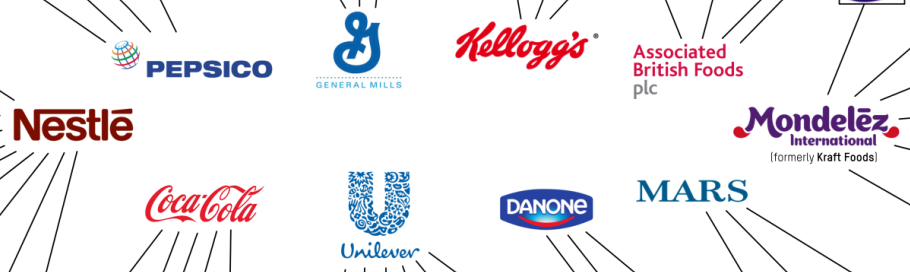 PEPSICO
G
GENERAL MILLS
Kellogg's®
Associated
British Foods
plc
Nestlé
Mondelēz
International
(formerly Kraft Foods)
Coca-Cola
U
Unilever
DANONE
MARS